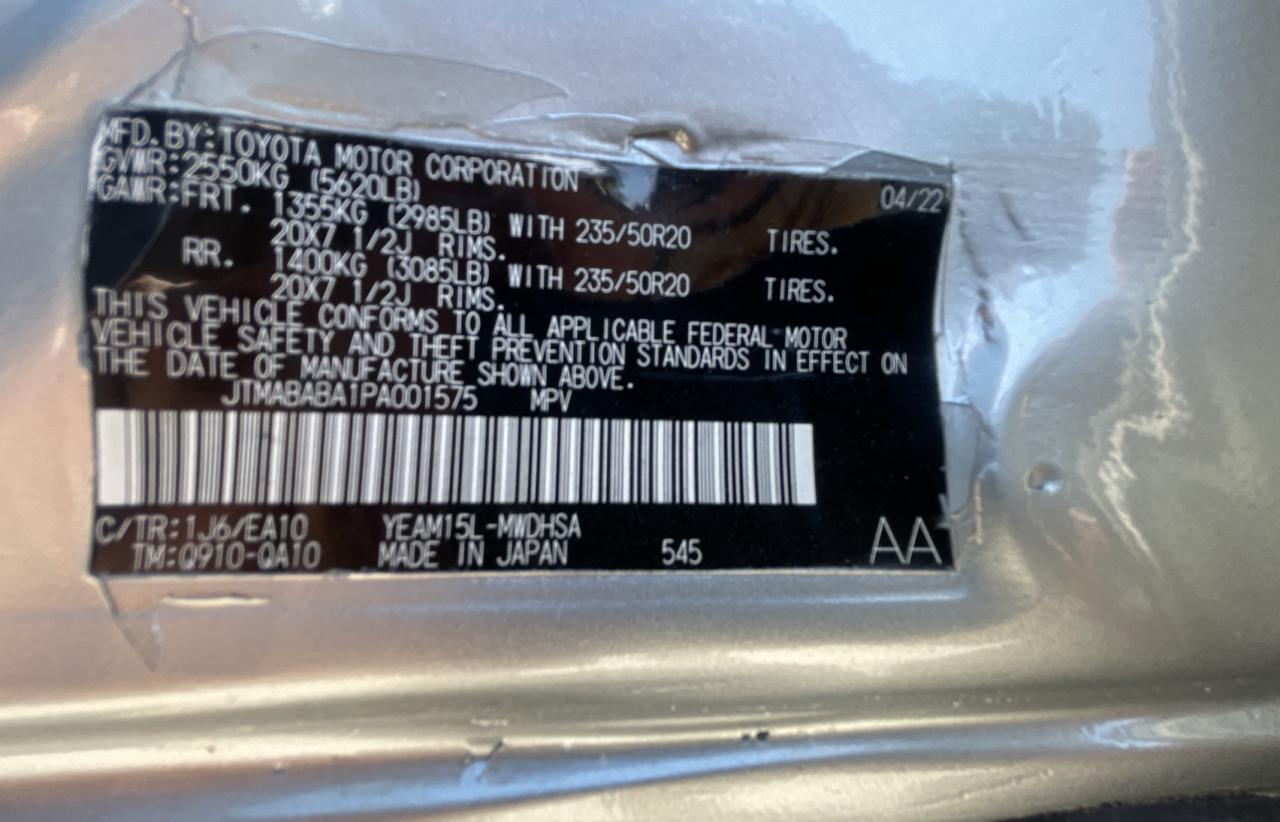 MFD. BY: TOYOTA MOTOR CORPORATION 04/22
GVWR: 2550KG (5620LB)
GAWR: FRT. 1355KG (2985LB) WITH 235/50R20 TIRES.
20X7 1/2J RIMS.
RR. 1400KG (3085LB) WITH 235/50R20 TIRES.
20X7 1/2J RIMS.
THIS VEHICLE CONFORMS TO ALL APPLICABLE FEDERAL MOTOR
VEHICLE SAFETY AND THEFT PREVENTION STANDARDS IN EFFECT ON
THE DATE OF MANUFACTURE SHOWN ABOVE.
JTMABABA1PA001575 MPV
C/TR: 1J6/EA10 YEAM15L-MWDHSA
TM: Q910-QA10 MADE IN JAPAN 545 AA